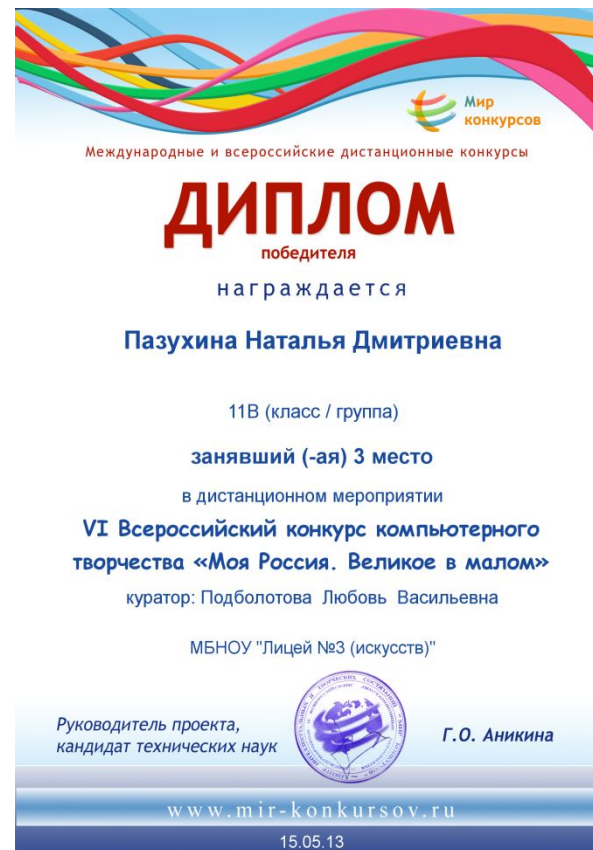 Мир
конкурсов
Международные и всероссийские дистанционные конкурсы
ДИПЛОМ
победителя
награждается
Пазухина Наталья Дмитриевна
11В (класс / группа)
занявший (-ая) 3 место
в дистанционном мероприятии
VI Всероссийский конкурс компьютерного
творчества «Моя Россия. Великое в малом»
куратор: Подболотова Любовь Васильевна
МБНОУ "Лицей №3 (искусств)"
Руководитель проекта,
кандидат технических наук
Г.О. Аникина
www.mir-konkursov.ru
15.05.13